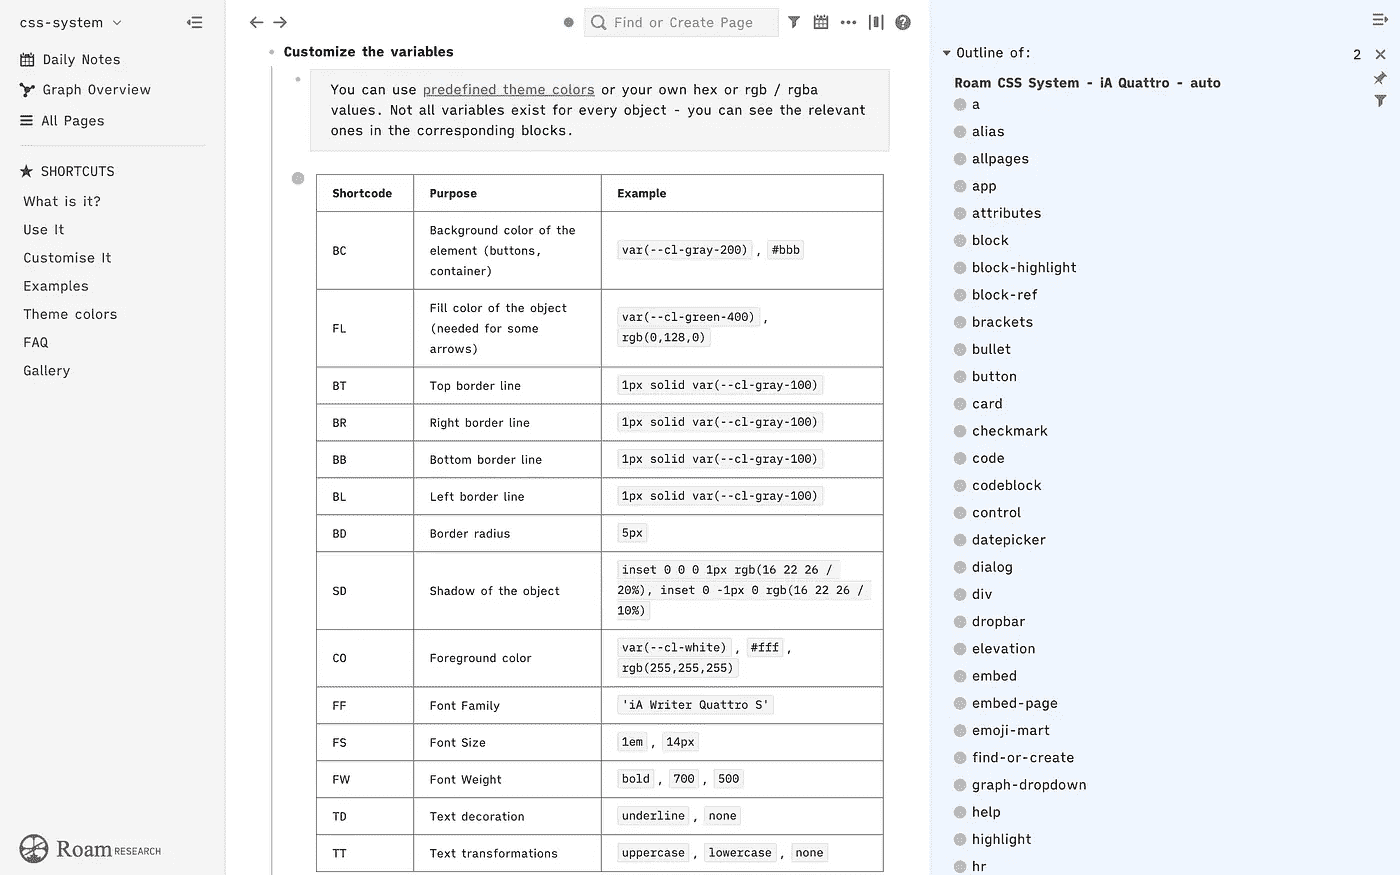 css-system
Daily Notes
Graph Overview
All Pages
SHORTCUTS
What is it?
Use It
Customise It
Examples
Theme colors
FAQ
Gallery
Roam RESEARCH
Find or Create Page
Customize the variables
You can use predefined theme colors or your own hex or rgb / rgba
values. Not all variables exist for every object - you can see the relevant
ones in the corresponding blocks.
Shortcode Purpose Example
BC Background color of the element (buttons, container) var(--cl-gray-200) , #bbb
FL Fill color of the object (needed for some arrows) var(--cl-green-400) , rgb(0,128,0)
BT Top border line 1px solid var(--cl-gray-100)
BR Right border line 1px solid var(--cl-gray-100)
BB Bottom border line 1px solid var(--cl-gray-100)
BL Left border line 1px solid var(--cl-gray-100)
BD Border radius 5px
SD Shadow of the object inset 0 0 0 1px rgb(16 22 26 / 20%), inset 0 -1px 0 rgb(16 22 26 / 10%)
CO Foreground color var(--cl-white) , #fff , rgb(255,255,255)
FF Font Family 'iA Writer Quattro S'
FS Font Size 1em , 14px
FW Font Weight bold , 700 , 500
TD Text decoration underline , none
TT Text transformations uppercase , lowercase , none
Outline of: 2
Roam CSS System - iA Quattro - auto
a
alias
allpages
app
attributes
block
block-highlight
block-ref
brackets
bullet
button
card
checkmark
code
codeblock
control
datepicker
dialog
div
dropbar
elevation
embed
embed-page
emoji-mart
find-or-create
graph-dropdown
help
highlight
hr